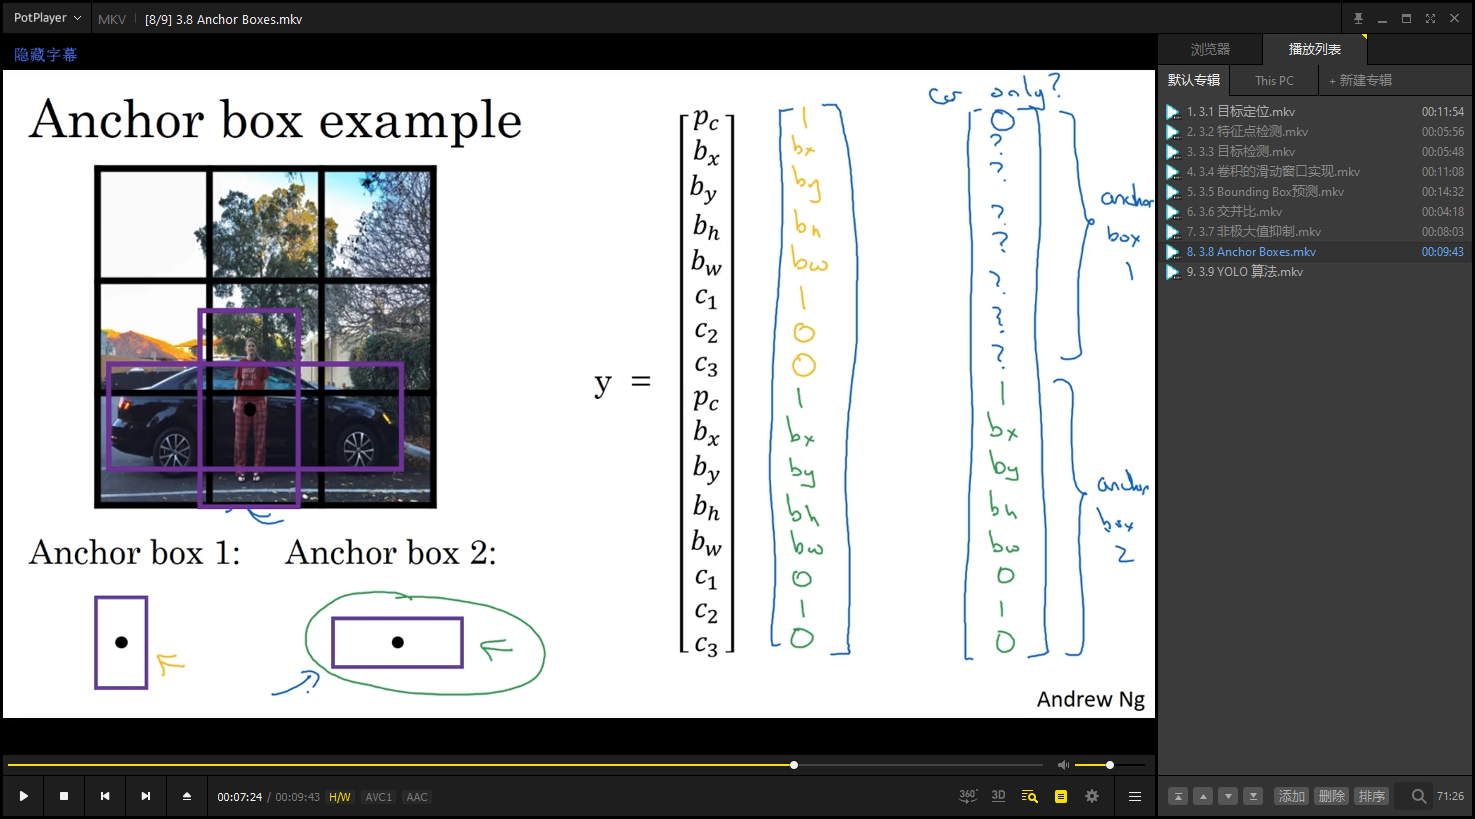 PotPlayer
MKV
[8/9] 3.8 Anchor Boxes.mkv
隐藏字幕
Anchor box example
y =
p_c
b_x
b_y
b_h
b_w
c_1
c_2
c_3
p_c
b_x
b_y
b_h
b_w
c_1
c_2
c_3
1
bx
by
bh
bw
1
0
0
1
bx
by
bh
bw
0
1
0
car only?
0
?
?
?
?
?
?
?
1
bx
by
bh
bw
0
1
0
anchor
box
1
anchor
box
2
Anchor box 1:
Anchor box 2:
Andrew Ng
浏览器
播放列表
默认专辑
This PC
+ 新建专辑
1. 3.1 目标定位.mkv 00:11:54
2. 3.2 特征点检测.mkv 00:05:56
3. 3.3 目标检测.mkv 00:05:48
4. 3.4 卷积的滑动窗口实现.mkv 00:11:08
5. 3.5 Bounding Box预测.mkv 00:14:32
6. 3.6 交并比.mkv 00:04:18
7. 3.7 非极大值抑制.mkv 00:08:03
8. 3.8 Anchor Boxes.mkv 00:09:43
9. 3.9 YOLO 算法.mkv
00:07:24 / 00:09:43 H/W AVC1 AAC
360°
3D
添加
删除
排序
71:26